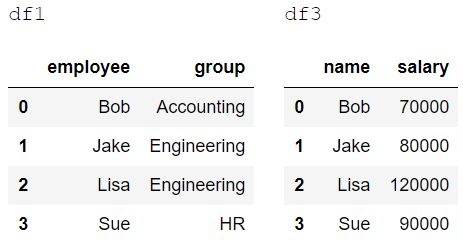 df1 df3
employee group name salary
0 Bob Accounting 0 Bob 70000
1 Jake Engineering 1 Jake 80000
2 Lisa Engineering 2 Lisa 120000
3 Sue HR 3 Sue 90000